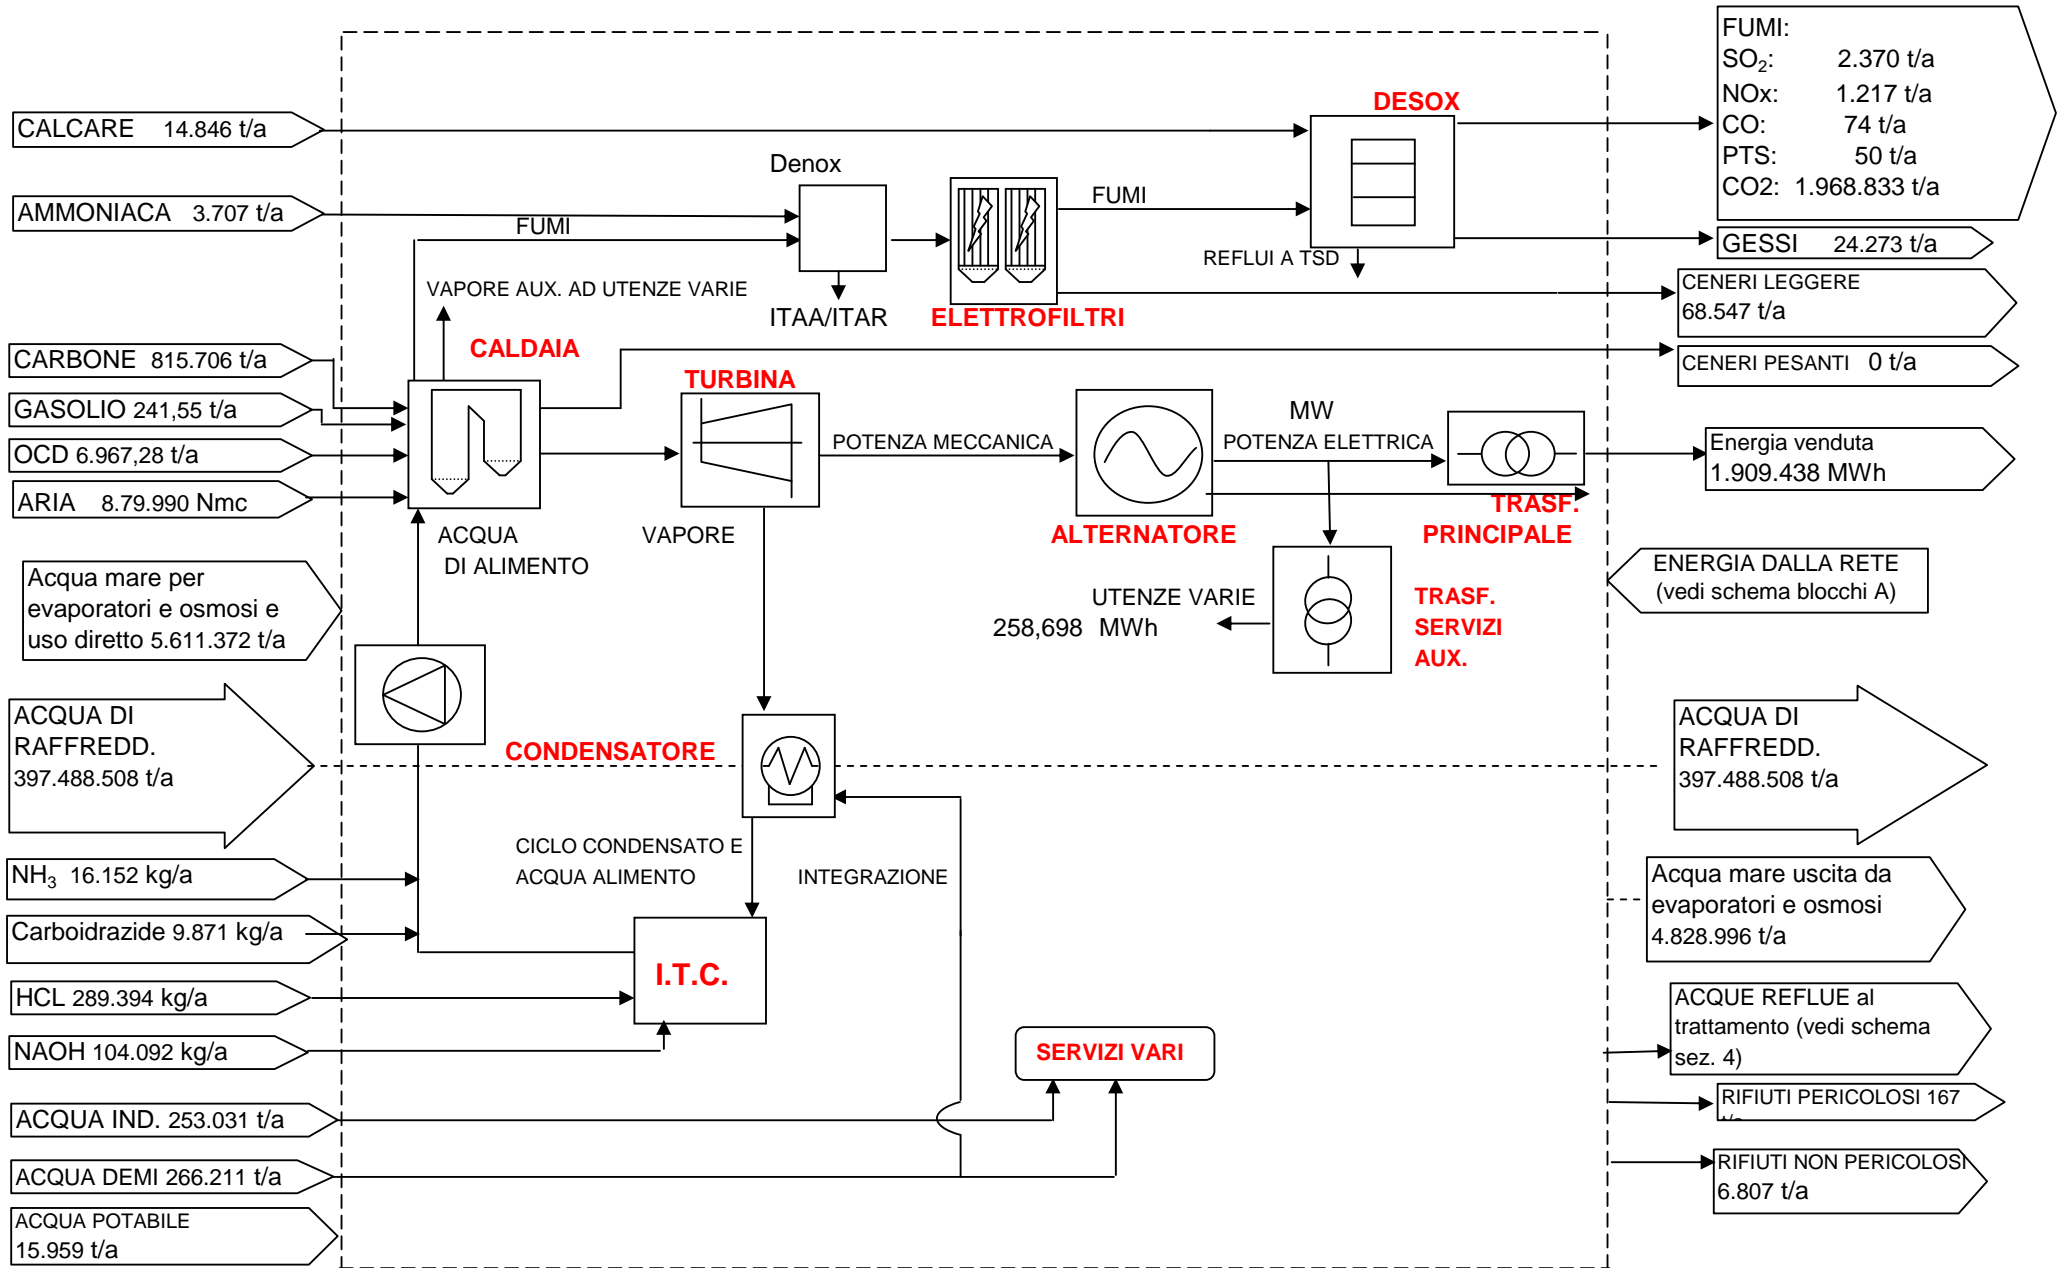 FUMI:
SO₂: 2.370 t/a
NOx: 1.217 t/a
CO: 74 t/a
PTS: 50 t/a
CO2: 1.968.833 t/a
DESOX
CALCARE 14.846 t/a
Denox
AMMONIACA 3.707 t/a
FUMI
FUMI
GESSI 24.273 t/a
REFLUI A TSD
VAPORE AUX. AD UTENZE VARIE
ITAA/ITAR
ELETTROFILTRI
CENERI LEGGERE
68.547 t/a
CALDAIA
CARBONE 815.706 t/a
CENERI PESANTI 0 t/a
TURBINA
GASOLIO 241,55 t/a
MW
POTENZA MECCANICA
POTENZA ELETTRICA
OCD 6.967,28 t/a
Energia venduta
1.909.438 MWh
ARIA 8.79.990 Nmc
TRASF.
PRINCIPALE
ALTERNATORE
ACQUA
DI ALIMENTO
VAPORE
Acqua mare per
evaporatori e osmosi e
uso diretto 5.611.372 t/a
ENERGIA DALLA RETE
(vedi schema blocchi A)
UTENZE VARIE
258,698 MWh
TRASF.
SERVIZI
AUX.
ACQUA DI
RAFFREDD.
397.488.508 t/a
CONDENSATORE
ACQUA DI
RAFFREDD.
397.488.508 t/a
CICLO CONDENSATO E
ACQUA ALIMENTO
INTEGRAZIONE
NH₃ 16.152 kg/a
Acqua mare uscita da
evaporatori e osmosi
4.828.996 t/a
Carboidrazide 9.871 kg/a
I.T.C.
HCL 289.394 kg/a
ACQUE REFLUE al
trattamento (vedi schema
sez. 4)
NAOH 104.092 kg/a
SERVIZI VARI
RIFIUTI PERICOLOSI 167
ACQUA IND. 253.031 t/a
ACQUA DEMI 266.211 t/a
RIFIUTI NON PERICOLOSI
6.807 t/a
ACQUA POTABILE
15.959 t/a